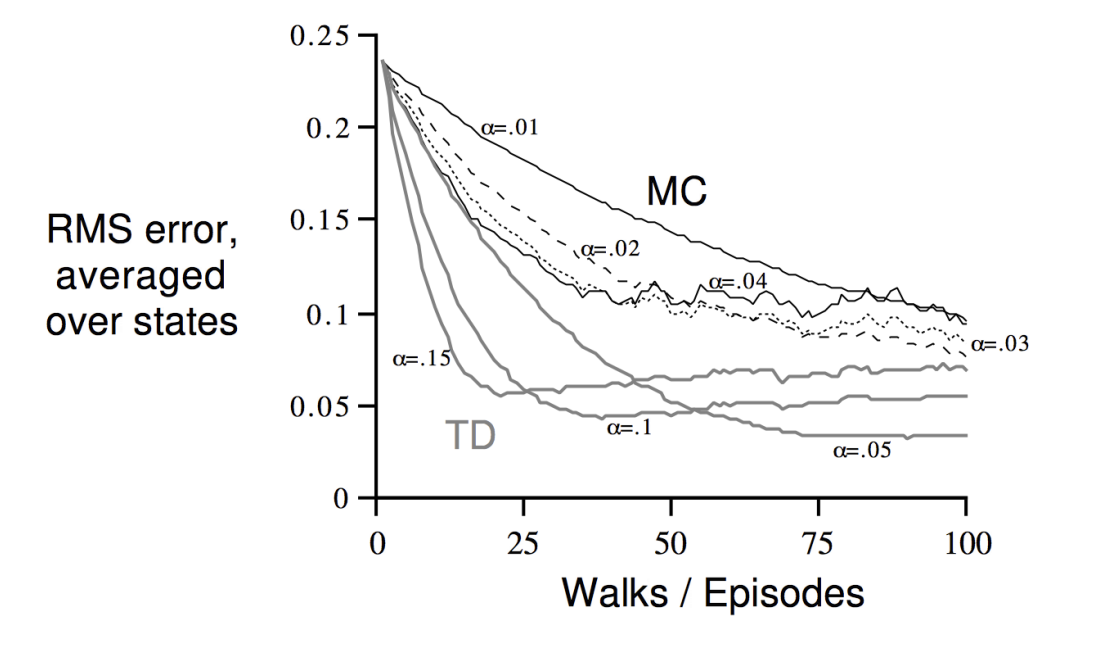 0.25
0.2
0.15
0.1
0.05
0
RMS error,
averaged
over states
α=.01
MC
α=.02
α=.04
α=.03
α=.15
TD
α=.1
α=.05
0 25 50 75 100
Walks / Episodes